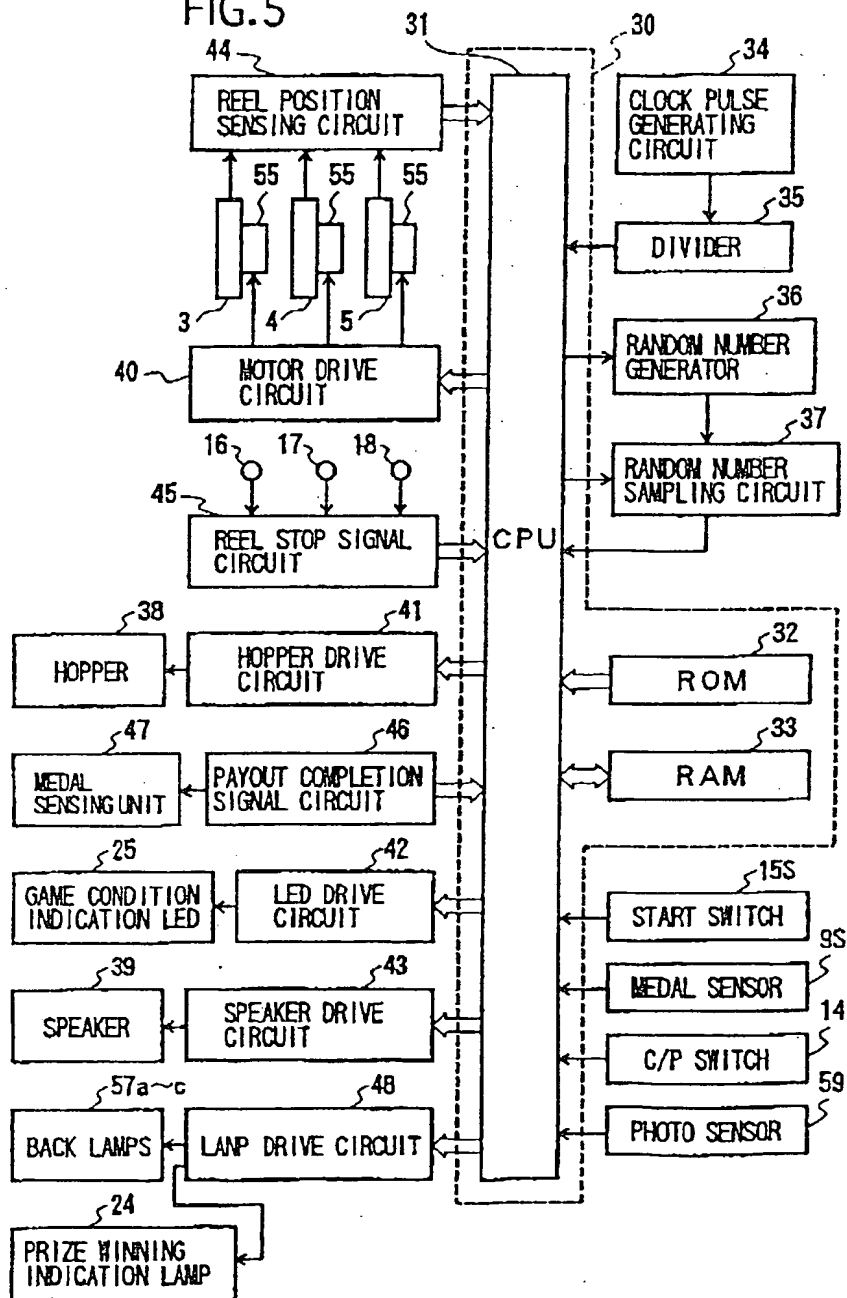 FIG.5
44
31
30
34
REEL POSITION
SENSING CIRCUIT
CLOCK PULSE
GENERATING
CIRCUIT
55
55
55
35
DIVIDER
3
4
5
36
RANDOM NUMBER
GENERATOR
40
MOTOR DRIVE
CIRCUIT
37
RANDOM NUMBER
SAMPLING CIRCUIT
16
17
18
45
REEL STOP SIGNAL
CIRCUIT
CPU
38
HOPPER
41
HOPPER DRIVE
CIRCUIT
32
ROM
47
MEDAL
SENSING UNIT
46
PAYOUT COMPLETION
SIGNAL CIRCUIT
33
RAM
25
GAME CONDITION
INDICATION LED
42
LED DRIVE
CIRCUIT
15S
START SWITCH
39
SPEAKER
43
SPEAKER DRIVE
CIRCUIT
9S
MEDAL SENSOR
14
C/P SWITCH
57a~c
BACK LAMPS
48
LANP DRIVE CIRCUIT
59
PHOTO SENSOR
24
PRIZE WINNING
INDICATION LAMP